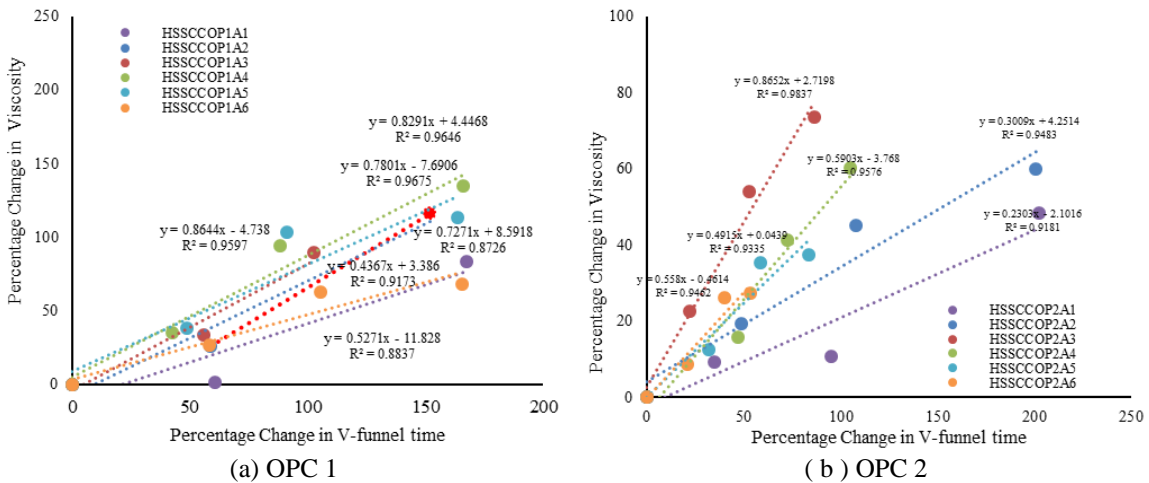 250
200
150
100
50
0
Percentage Change in Viscosity
HSSCCOP1A1
HSSCCOP1A2
HSSCCOP1A3
HSSCCOP1A4
HSSCCOP1A5
HSSCCOP1A6
y = 0.8291x + 4.4468
R² = 0.9646
y = 0.7801x - 7.6906
R² = 0.9675
y = 0.8644x - 4.738
R² = 0.9597
y = 0.7271x + 8.5918
R² = 0.8726
y = 0.4367x + 3.386
R² = 0.9173
y = 0.5271x - 11.828
R² = 0.8837
0 50 100 150 200
Percentage Change in V-funnel time
(a) OPC 1
100
80
60
40
20
0
Percentage Change in Viscosity
y = 0.8652x + 2.7198
R² = 0.9837
y = 0.3009x + 4.2514
R² = 0.9483
y = 0.5903x - 3.768
R² = 0.9576
y = 0.2303x - 2.1016
R² = 0.9181
y = 0.4915x + 0.0439
R² = 0.9335
y = 0.558x - 0.4614
R² = 0.9462
HSSCCOP2A1
HSSCCOP2A2
HSSCCOP2A3
HSSCCOP2A4
HSSCCOP2A5
HSSCCOP2A6
0 50 100 150 200 250
Percentage Change in V-funnel time
( b ) OPC 2